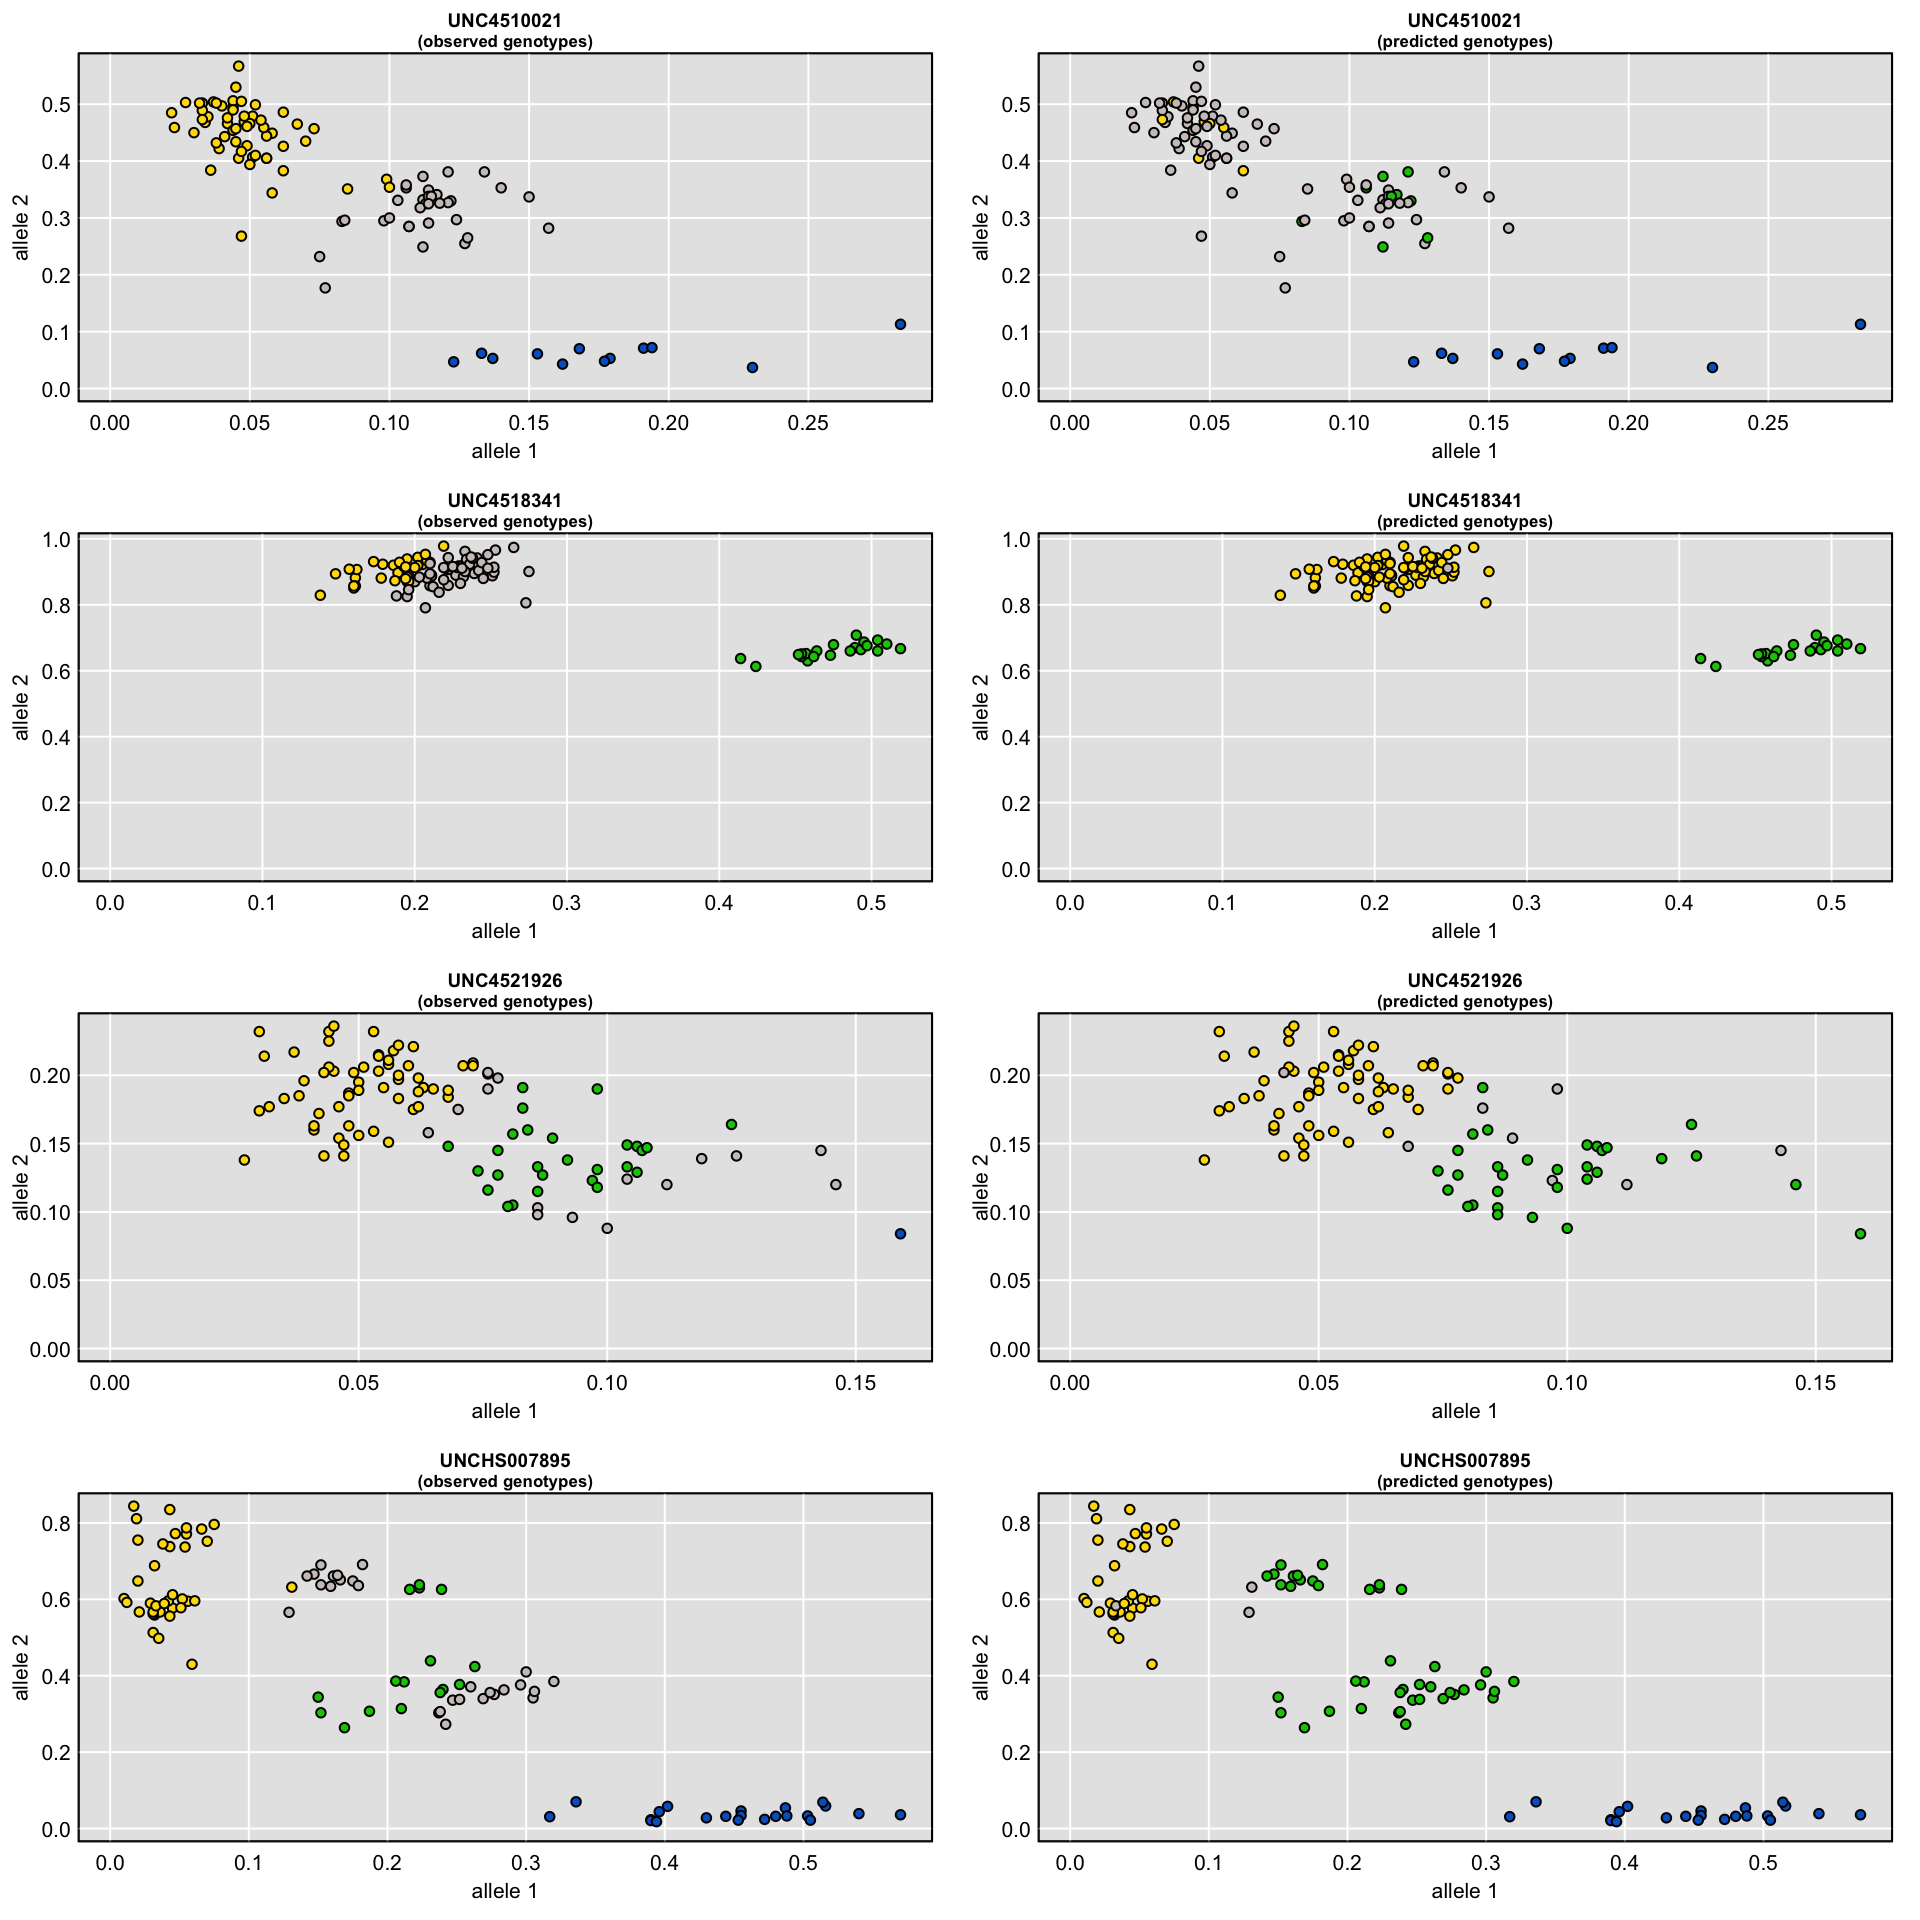 UNC4510021
(observed genotypes)
allele 2
0.5
0.4
0.3
0.2
0.1
0.0
0.00 0.05 0.10 0.15 0.20 0.25
allele 1
UNC4510021
(predicted genotypes)
allele 2
0.5
0.4
0.3
0.2
0.1
0.0
0.00 0.05 0.10 0.15 0.20 0.25
allele 1
UNC4518341
(observed genotypes)
allele 2
1.0
0.8
0.6
0.4
0.2
0.0
0.0 0.1 0.2 0.3 0.4 0.5
allele 1
UNC4518341
(predicted genotypes)
allele 2
1.0
0.8
0.6
0.4
0.2
0.0
0.0 0.1 0.2 0.3 0.4 0.5
allele 1
UNC4521926
(observed genotypes)
allele 2
0.20
0.15
0.10
0.05
0.00
0.00 0.05 0.10 0.15
allele 1
UNC4521926
(predicted genotypes)
allele 2
0.20
0.15
0.10
0.05
0.00
0.00 0.05 0.10 0.15
allele 1
UNCHS007895
(observed genotypes)
allele 2
0.8
0.6
0.4
0.2
0.0
0.0 0.1 0.2 0.3 0.4 0.5
allele 1
UNCHS007895
(predicted genotypes)
allele 2
0.8
0.6
0.4
0.2
0.0
0.0 0.1 0.2 0.3 0.4 0.5
allele 1